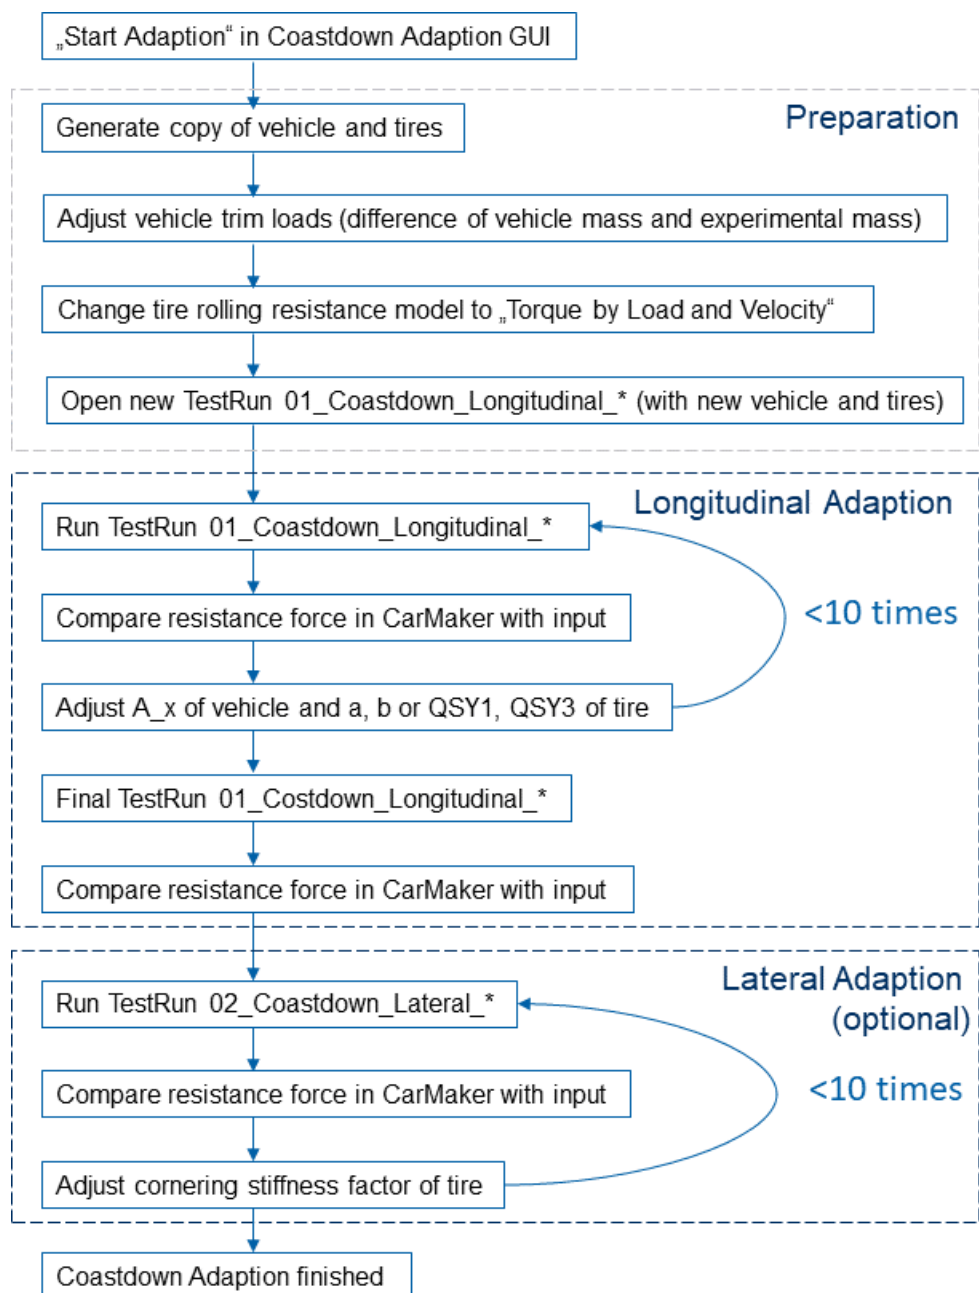 „Start Adaption“ in Coastdown Adaption GUI
Preparation
Generate copy of vehicle and tires
Adjust vehicle trim loads (difference of vehicle mass and experimental mass)
Change tire rolling resistance model to „Torque by Load and Velocity“
Open new TestRun 01_Coastdown_Longitudinal_* (with new vehicle and tires)
Longitudinal Adaption
Run TestRun 01_Coastdown_Longitudinal_*
Compare resistance force in CarMaker with input
<10 times
Adjust A_x of vehicle and a, b or QSY1, QSY3 of tire
Final TestRun 01_Costdown_Longitudinal_*
Compare resistance force in CarMaker with input
Lateral Adaption
(optional)
Run TestRun 02_Coastdown_Lateral_*
Compare resistance force in CarMaker with input
<10 times
Adjust cornering stiffness factor of tire
Coastdown Adaption finished